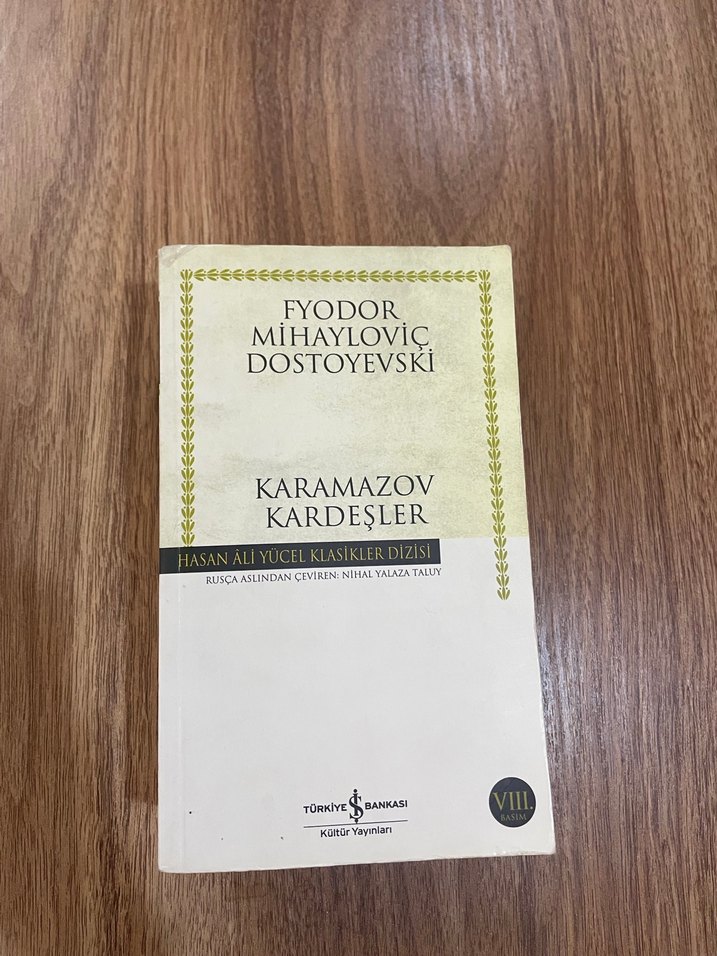 FYODOR
MİHAYLOVİÇ
DOSTOYEVSKİ
KARAMAZOV
KARDEŞLER
HASAN ÂLİ YÜCEL KLASİKLER DİZİSİ
RUSÇA ASLINDAN ÇEVİREN: NİHAL YALAZA TALUY
VIII.
BASIM
TÜRKİYE İŞ BANKASI
Kültür Yayınları